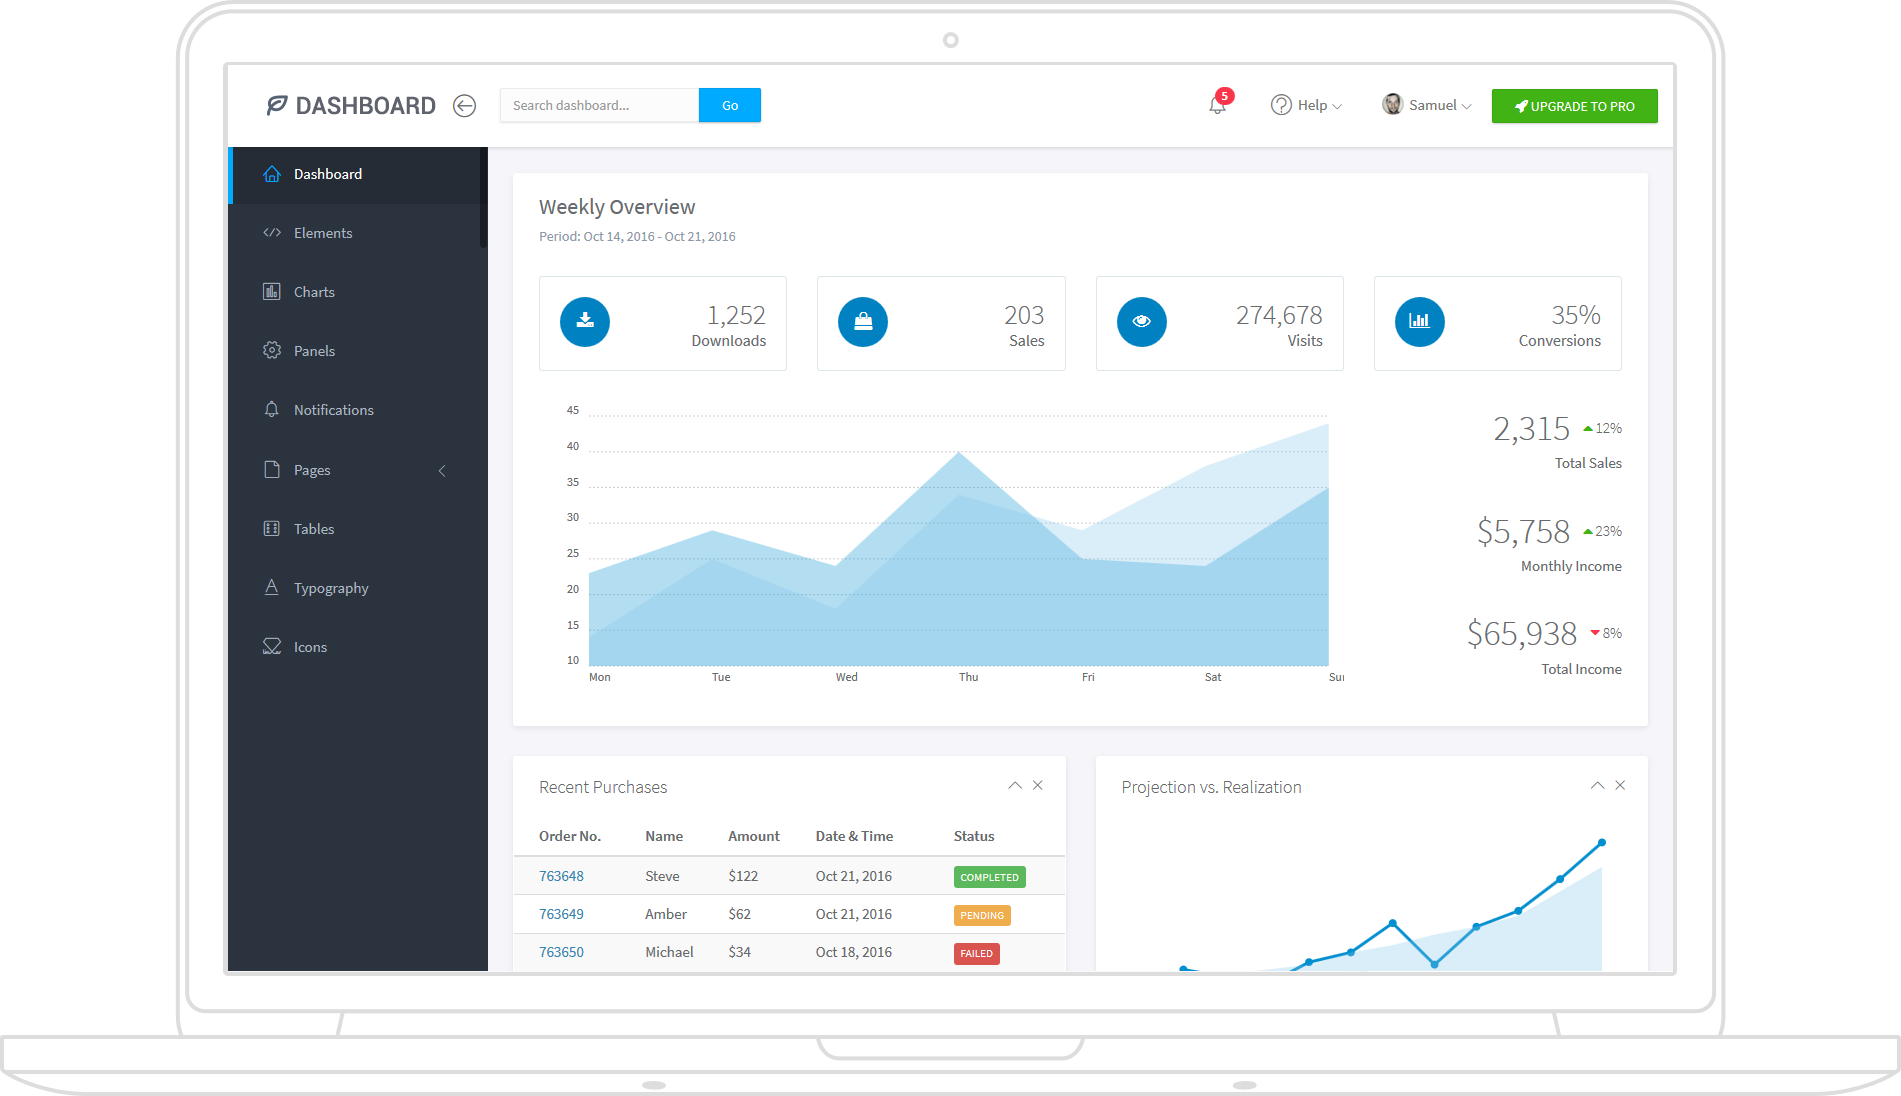 DASHBOARD
Search dashboard...
Go
5
Help
Samuel
UPGRADE TO PRO
Dashboard
Elements
Charts
Panels
Notifications
Pages
Tables
Typography
Icons
Weekly Overview
Period: Oct 14, 2016 - Oct 21, 2016
1,252
Downloads
203
Sales
274,678
Visits
35%
Conversions
45
40
35
30
25
20
15
10
Mon Tue Wed Thu Fri Sat Sun
2,315 12%
Total Sales
$5,758 23%
Monthly Income
$65,938 8%
Total Income
Recent Purchases
Order No. Name Amount Date & Time Status
763648 Steve $122 Oct 21, 2016 COMPLETED
763649 Amber $62 Oct 21, 2016 PENDING
763650 Michael $34 Oct 18, 2016 FAILED
Projection vs. Realization